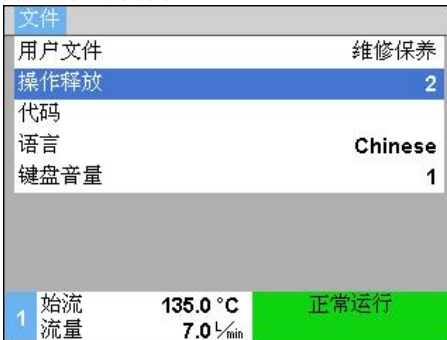 文件
用户文件 维修保养
操作释放 2
代码
语言 Chinese
键盘音量 1
1 始流 135.0 °C 正常运行
流量 7.0 L/min